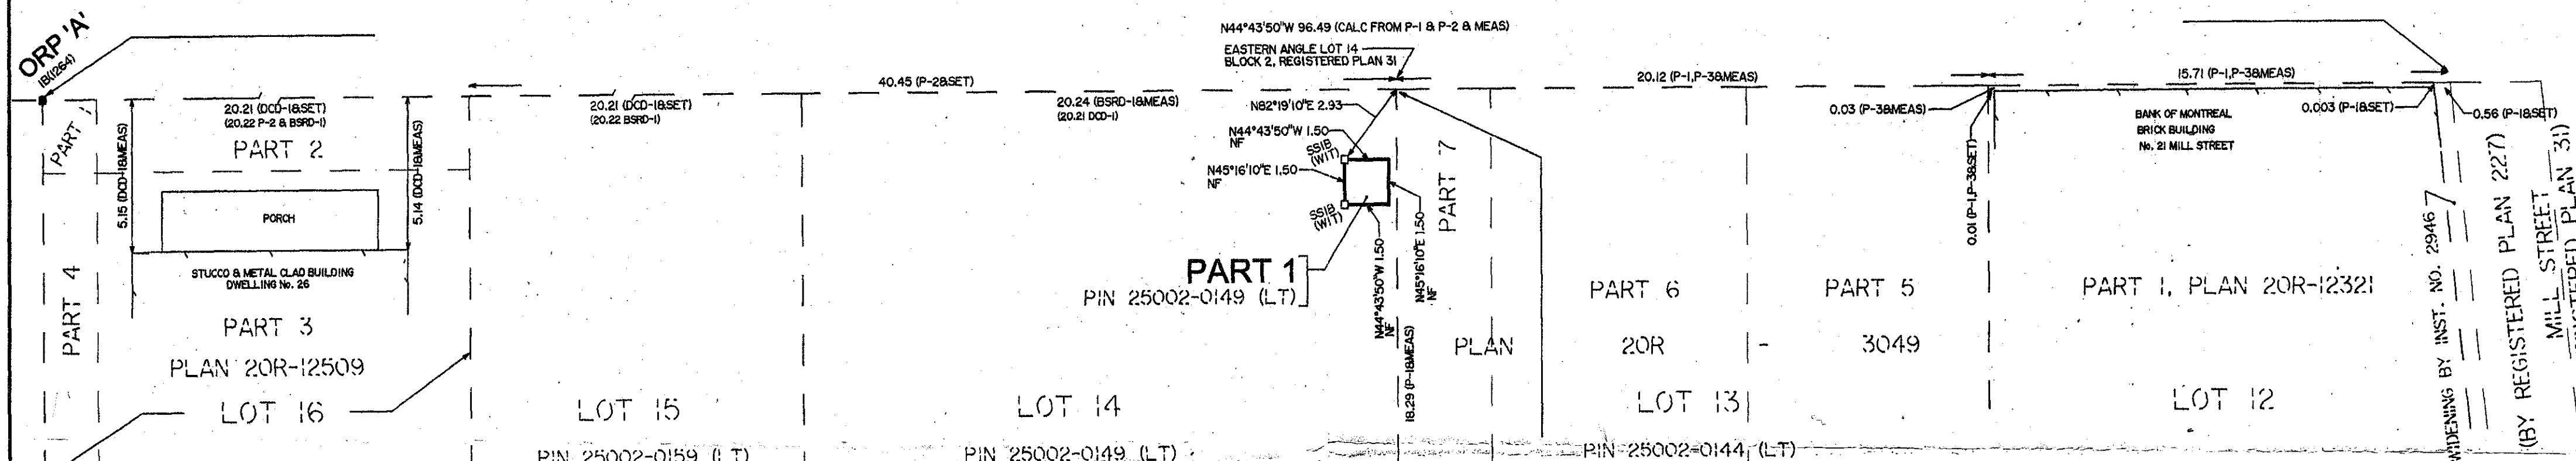 ORP 'A'
IB(1264)
N44°43'50"W 96.49 (CALC FROM P-1 & P-2 & MEAS)
EASTERN ANGLE LOT 14
BLOCK 2, REGISTERED PLAN 31
40.45 (P-2&SET)
20.12 (P-1,P-3&MEAS)
15.71 (P-1,P-3&MEAS)
20.21 (DCD-1&SET)
(20.22 P-2 & BSRD-1)
20.21 (DCD-1&SET)
(20.22 BSRD-1)
20.24 (BSRD-1&MEAS)
(20.21 DCD-1)
N82°19'10"E 2.93
0.03 (P-3&MEAS)
BANK OF MONTREAL
BRICK BUILDING
No. 21 MILL STREET
0.003 (P-1&SET)
0.56 (P-1&SET)
PART 1
PART 2
5.15 (DCD-1&MEAS)
5.14 (DCD-1&MEAS)
N44°43'50"W 1.50
NF
SSIB
(WIT)
N45°16'10"E 1.50
NF
SSIB
(WIT)
PART 7
0.01 (P-1,P-3&SET)
PORCH
STUCCO & METAL CLAD BUILDING
DWELLING No. 26
PART 4
PART 3
PLAN 20R-12509
LOT 16
LOT 15
PIN 25002-0159 (LT)
PART 1
PIN 25002-0149 (LT)
N44°43'50"W 1.50
NF
N45°16'10"E 1.50
NF
18.29 (P-1&MEAS)
LOT 14
PIN 25002-0149 (LT)
PART 6
PART 5
PLAN 20R - 3049
LOT 13
PIN 25002-0144 (LT)
PART 1, PLAN 20R-12321
LOT 12
WIDENING BY INST. NO. 29467
(BY REGISTERED PLAN 227)
MILL STREET
PLAN 31)